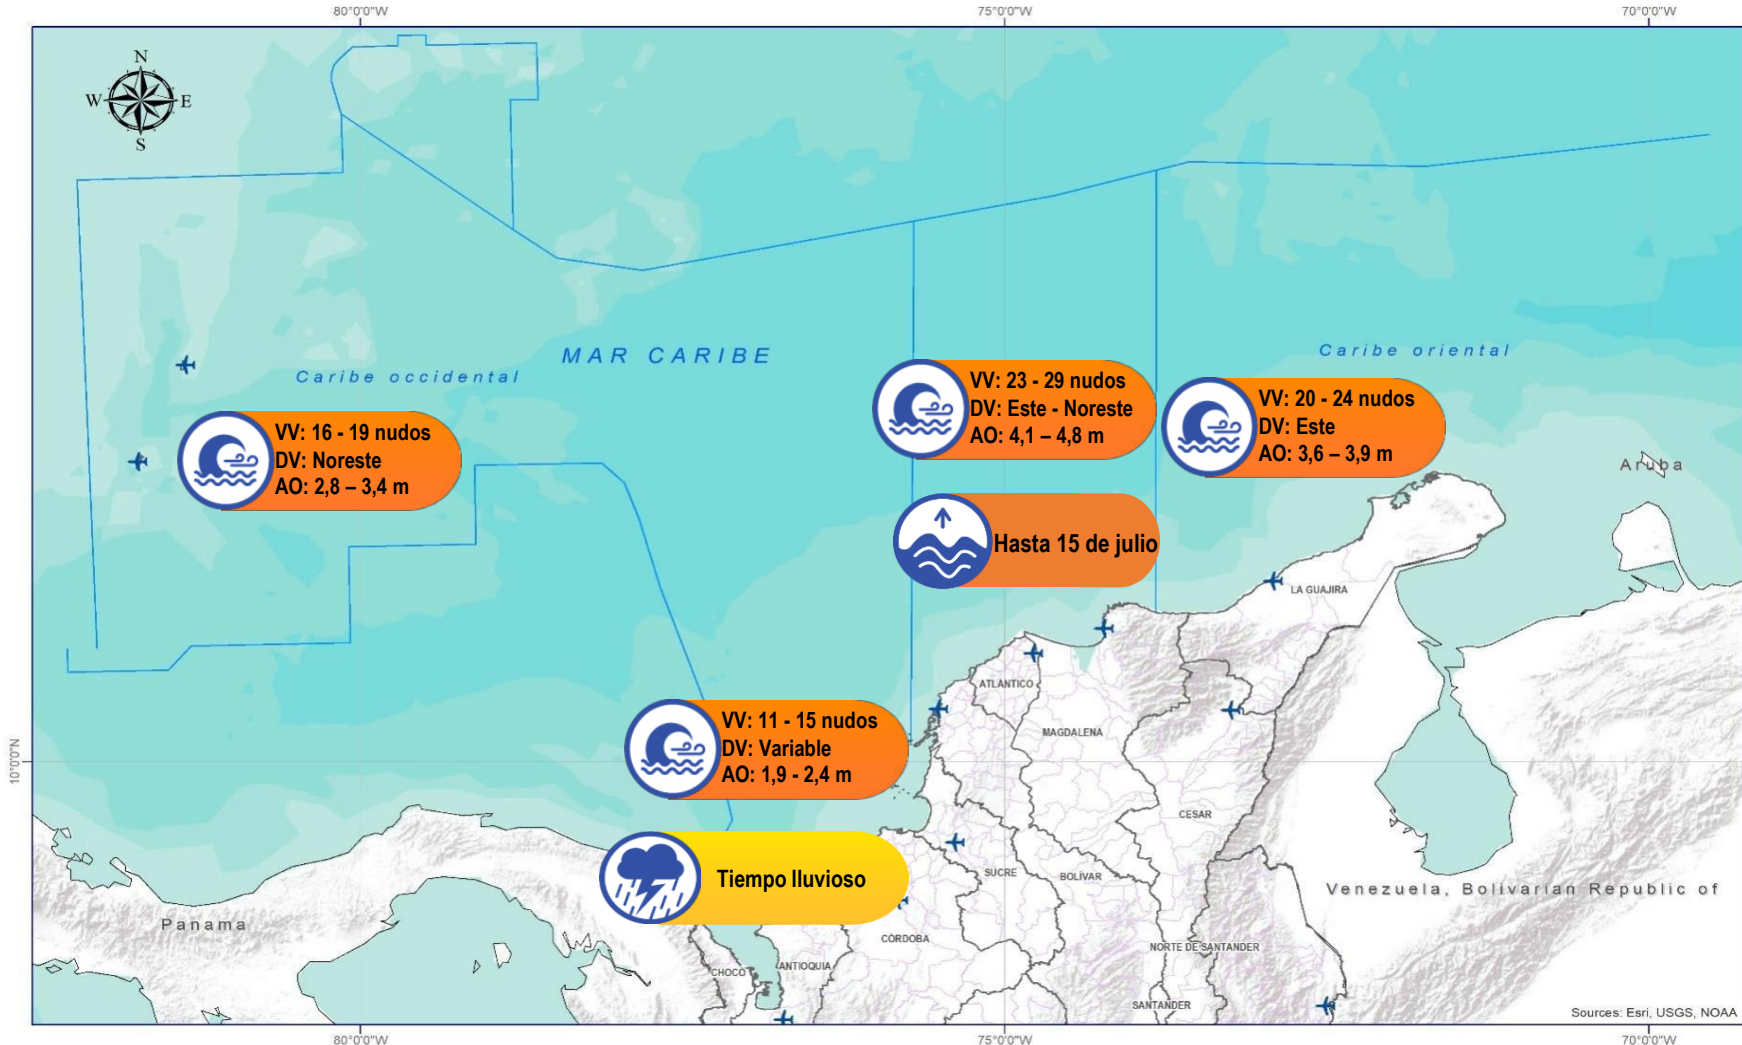 80°0'0"W
75°0'0"W
70°0'0"W
N
W
E
S
MAR CARIBE
Caribe oriental
Caribe occidental
VV: 23 - 29 nudos
DV: Este - Noreste
AO: 4,1 – 4,8 m
VV: 20 - 24 nudos
DV: Este
AO: 3,6 – 3,9 m
VV: 16 - 19 nudos
DV: Noreste
AO: 2,8 – 3,4 m
Aruba
Hasta 15 de julio
LA GUAJIRA
ATLÁNTICO
MAGDALENA
VV: 11 - 15 nudos
DV: Variable
AO: 1,9 - 2,4 m
10°0'0"N
CESAR
Tiempo lluvioso
SUCRE
BOLÍVAR
Venezuela, Bolivarian Republic of
Panama
CÓRDOBA
NORTE DE SANTANDER
CHOCÓ
ANTIOQUIA
SANTANDER
Sources: Esri, USGS, NOAA
80°0'0"W
75°0'0"W
70°0'0"W